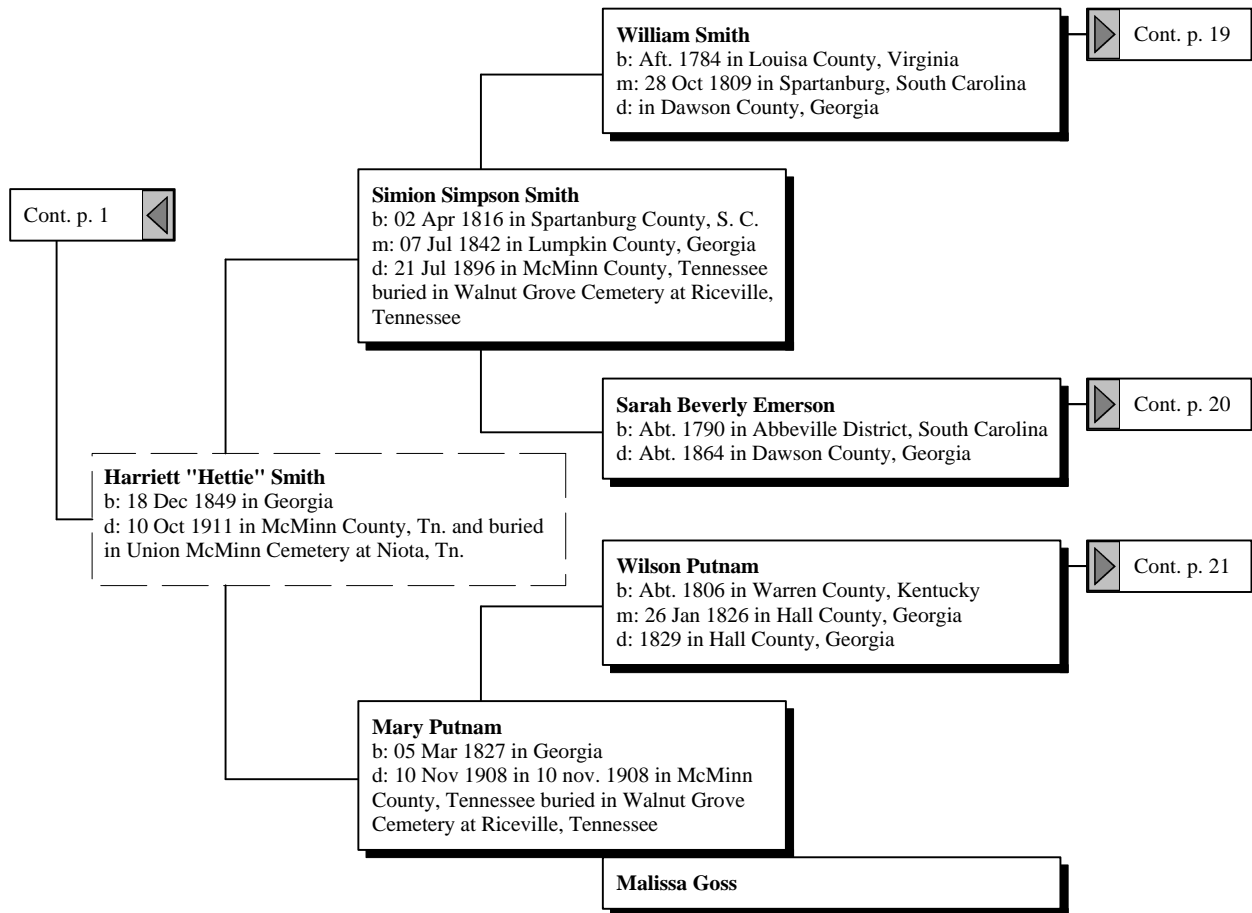 William Smith
b: Aft. 1784 in Louisa County, Virginia
m: 28 Oct 1809 in Spartanburg, South Carolina
d: in Dawson County, Georgia
Cont. p. 19
Simion Simpson Smith
b: 02 Apr 1816 in Spartanburg County, S. C.
m: 07 Jul 1842 in Lumpkin County, Georgia
d: 21 Jul 1896 in McMinn County, Tennessee
buried in Walnut Grove Cemetery at Riceville,
Tennessee
Cont. p. 1
Sarah Beverly Emerson
b: Abt. 1790 in Abbeville District, South Carolina
d: Abt. 1864 in Dawson County, Georgia
Cont. p. 20
Harriett "Hettie" Smith
b: 18 Dec 1849 in Georgia
d: 10 Oct 1911 in McMinn County, Tn. and buried
in Union McMinn Cemetery at Niota, Tn.
Wilson Putnam
b: Abt. 1806 in Warren County, Kentucky
m: 26 Jan 1826 in Hall County, Georgia
d: 1829 in Hall County, Georgia
Cont. p. 21
Mary Putnam
b: 05 Mar 1827 in Georgia
d: 10 Nov 1908 in 10 nov. 1908 in McMinn
County, Tennessee buried in Walnut Grove
Cemetery at Riceville, Tennessee
Malissa Goss